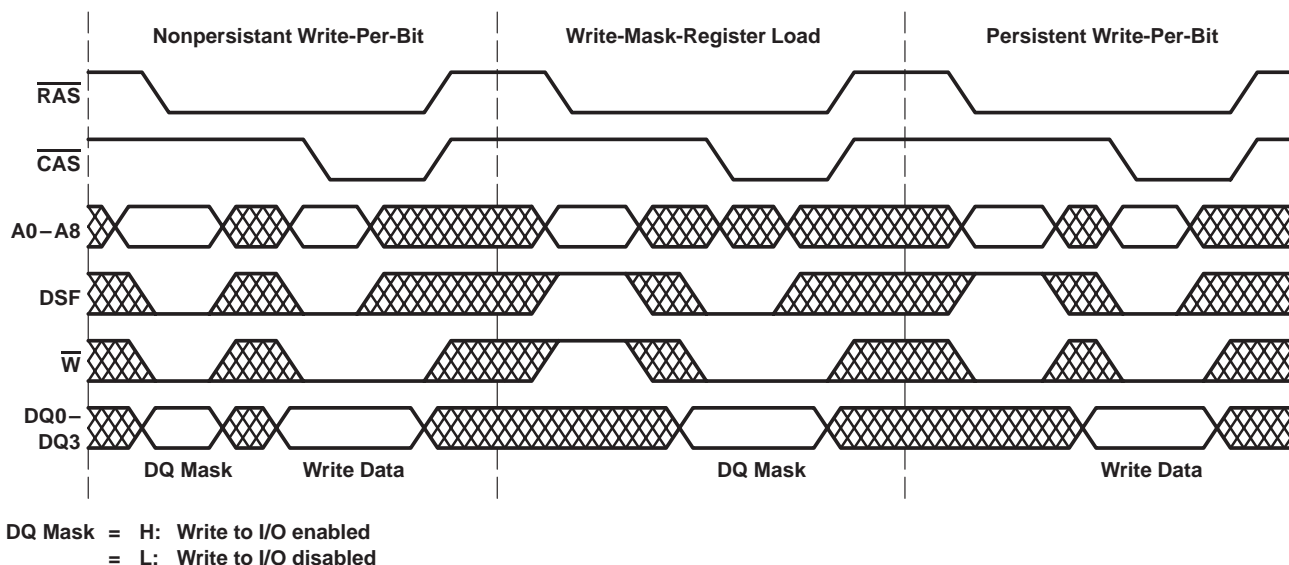 Nonpersistant Write-Per-Bit Write-Mask-Register Load Persistent Write-Per-Bit
RAS
CAS
A0–A8
DSF
W
DQ0–
DQ3
DQ Mask Write Data DQ Mask Write Data
DQ Mask = H: Write to I/O enabled
= L: Write to I/O disabled